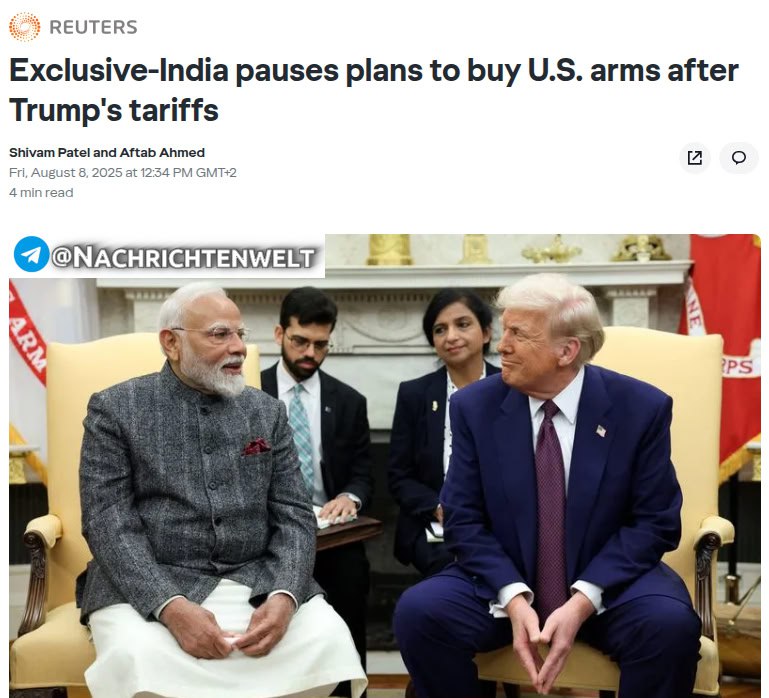 REUTERS
Exclusive-India pauses plans to buy U.S. arms after
Trump's tariffs
Shivam Patel and Aftab Ahmed
Fri, August 8, 2025 at 12:34 PM GMT+2
4 min read
@NACHRICHTENWELT
ARM
NE
RPS